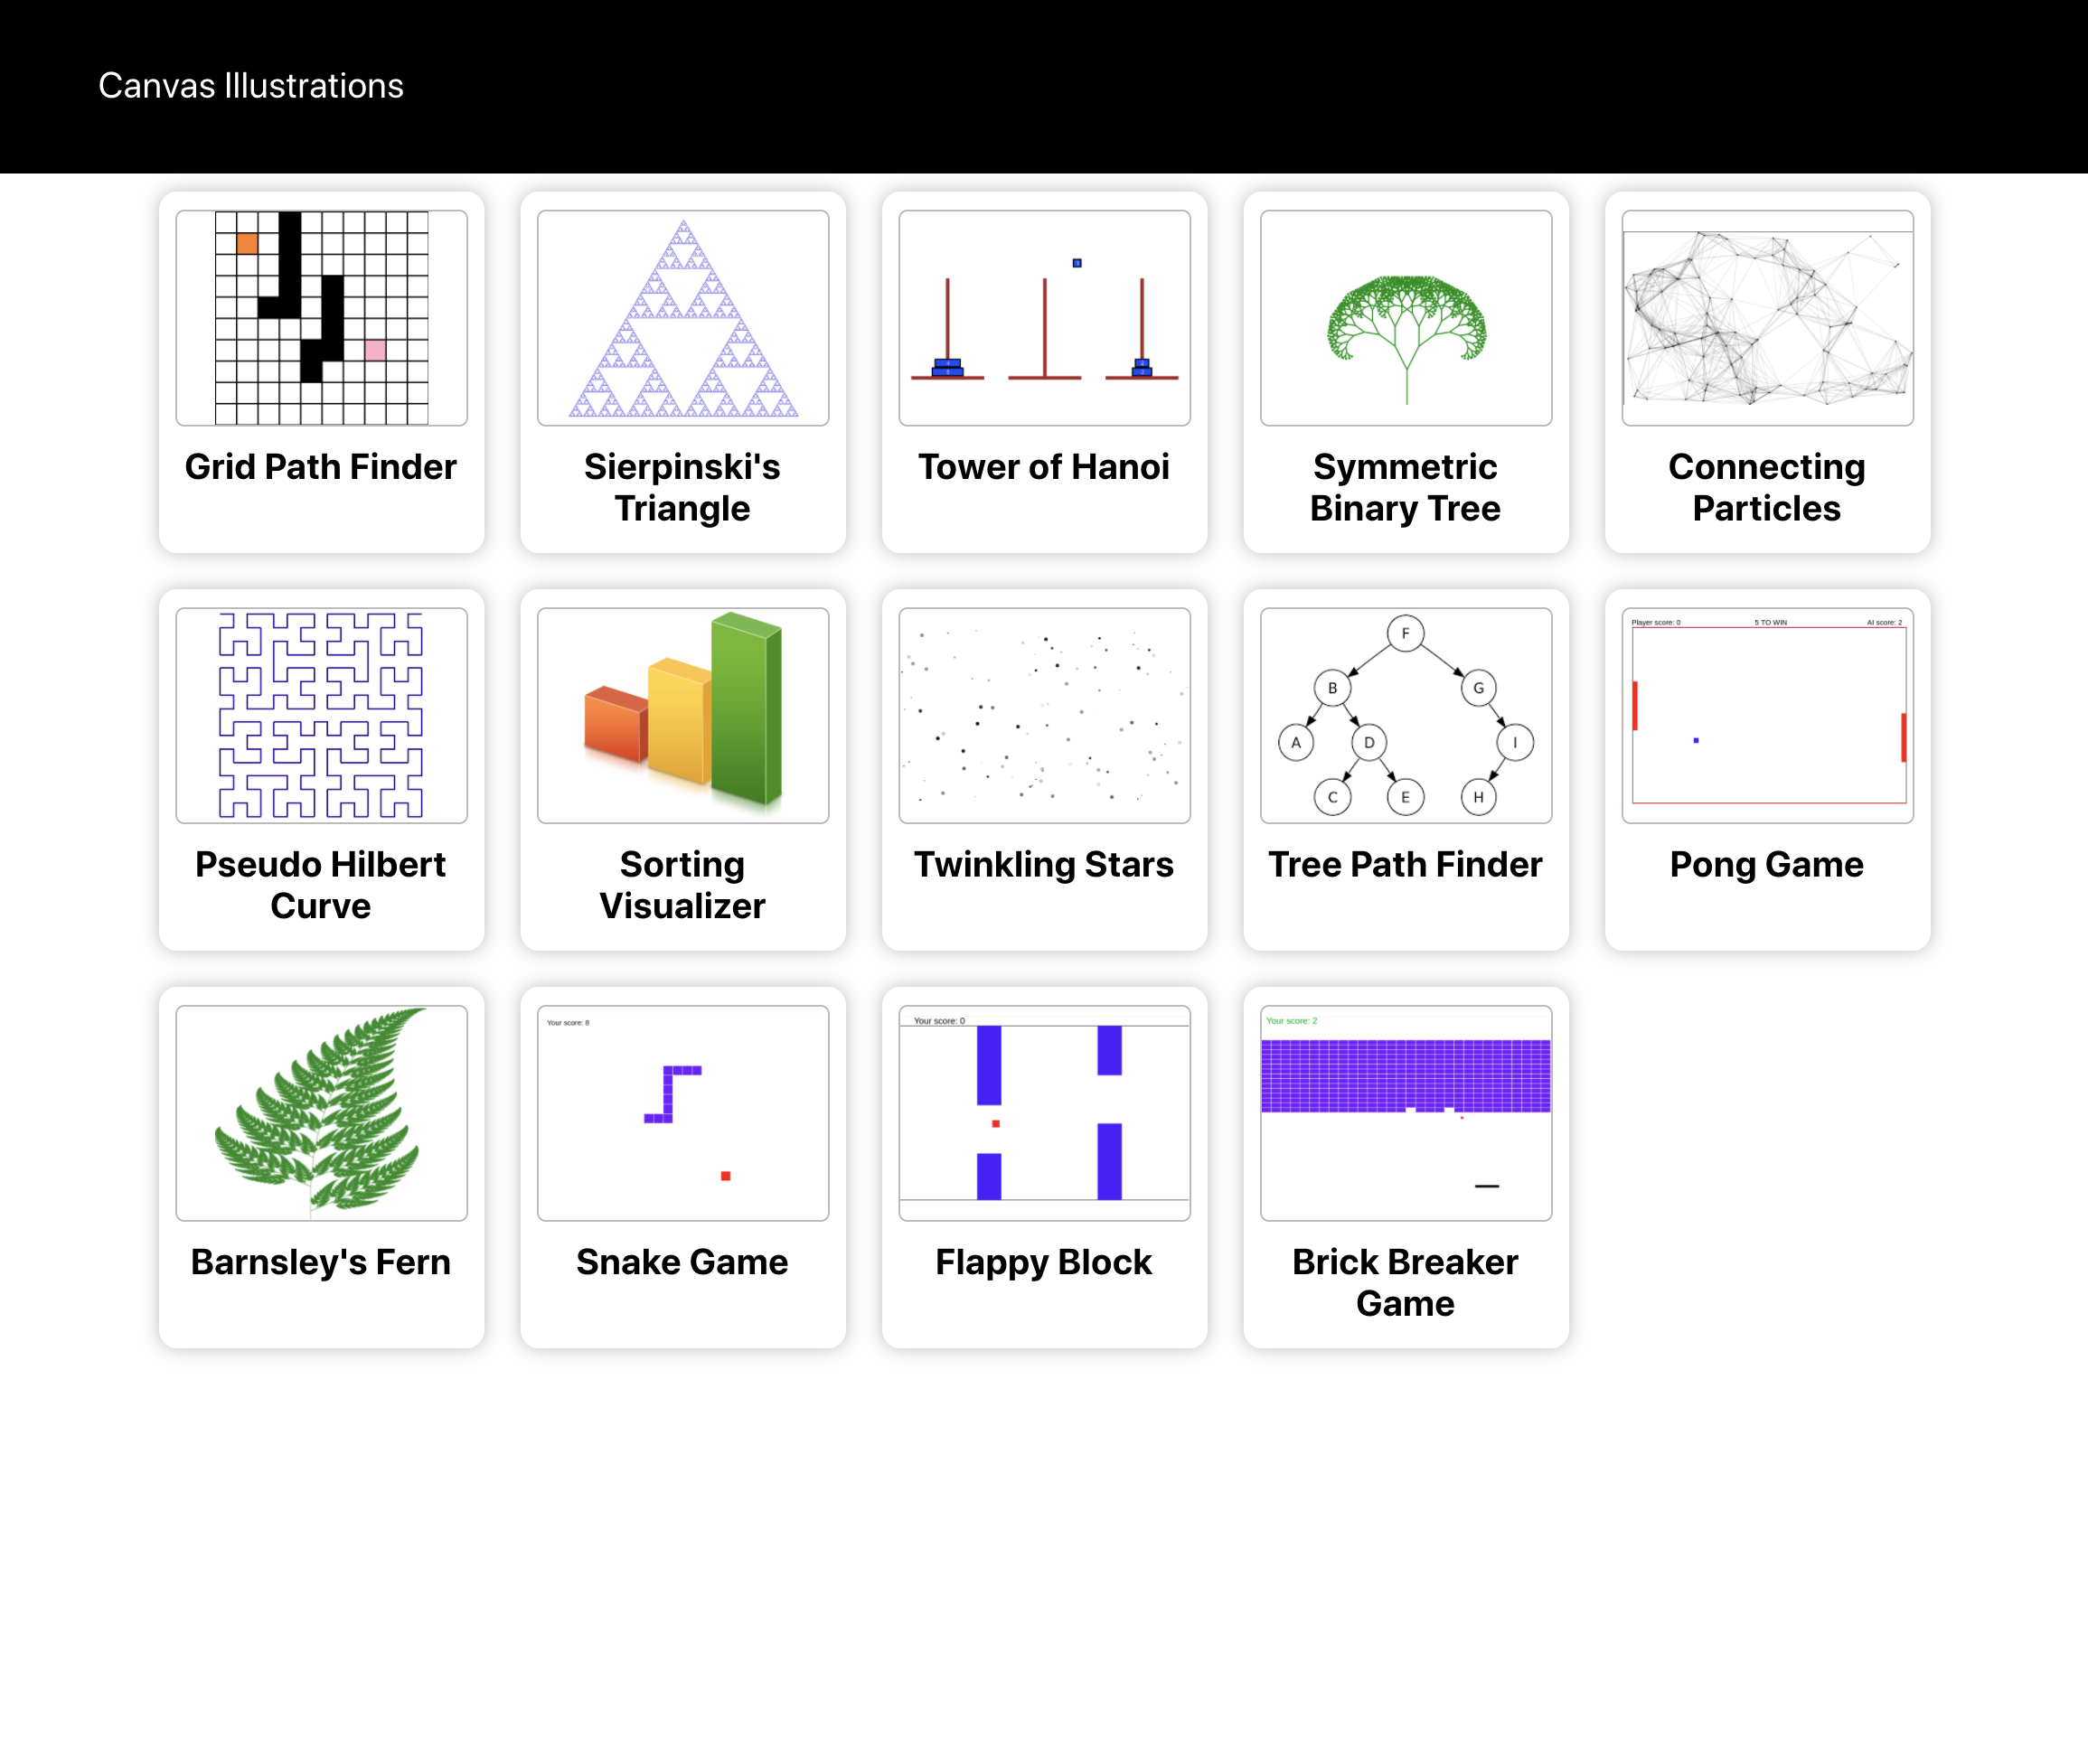 Canvas Illustrations
Grid Path Finder
Sierpinski's
Triangle
Tower of Hanoi
Symmetric
Binary Tree
Connecting
Particles
F
B
G
A
D
I
C
E
H
Player score: 0
5 TO WIN
AI score: 2
Pseudo Hilbert
Curve
Sorting
Visualizer
Twinkling Stars
Tree Path Finder
Pong Game
Your score: 8
Your score: 0
Your score: 2
Barnsley's Fern
Snake Game
Flappy Block
Brick Breaker
Game